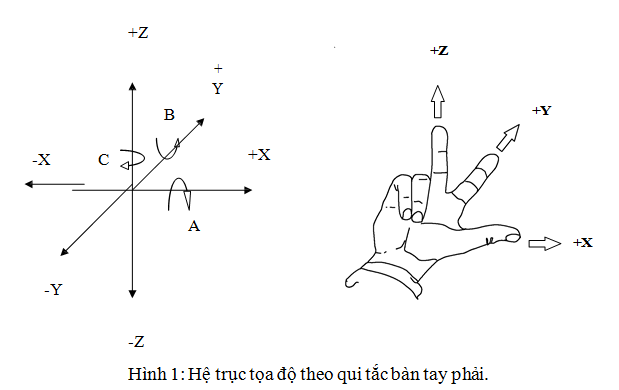 +Z
+
Y
B
-X
C
+X
A
-Y
-Z
+Z
+Y
+X
Hình 1: Hệ trục tọa độ theo qui tắc bàn tay phải.